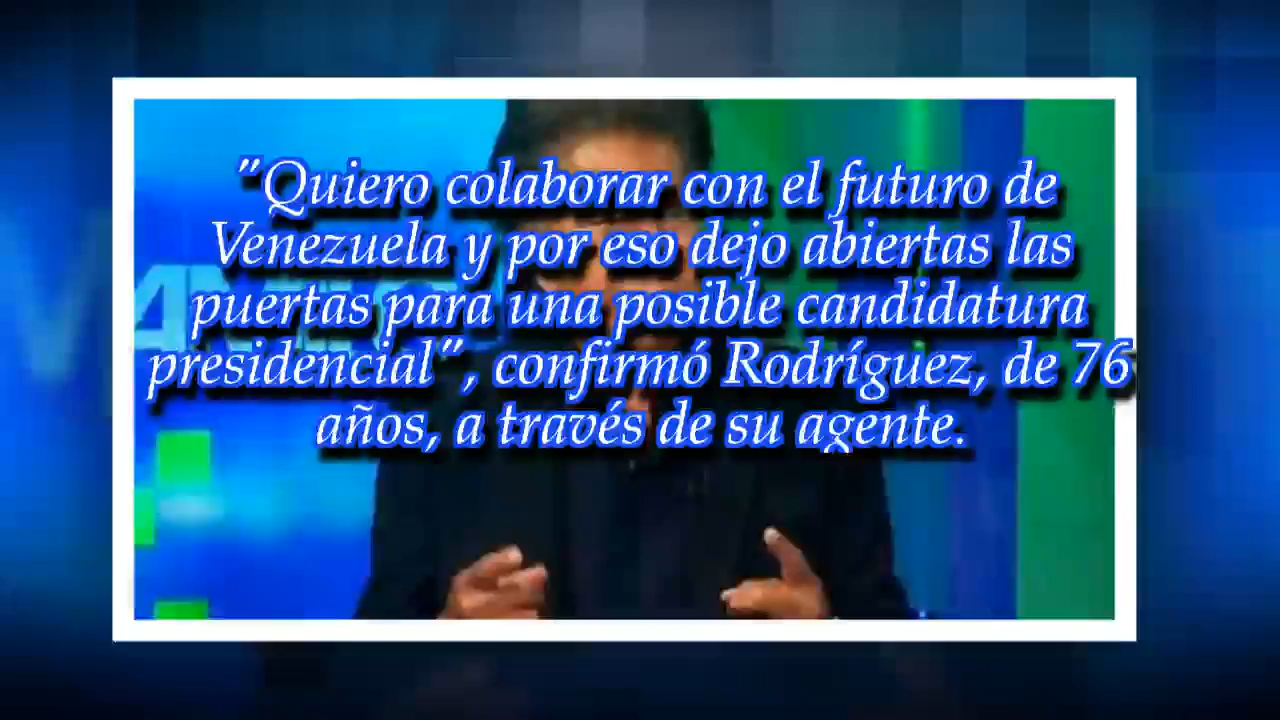 "Quiero colaborar con el futuro de
Venezuela y por eso dejo abiertas las
puertas para una posible candidatura
presidencial", confirmó Rodríguez, de 76
años, a través de su agente.